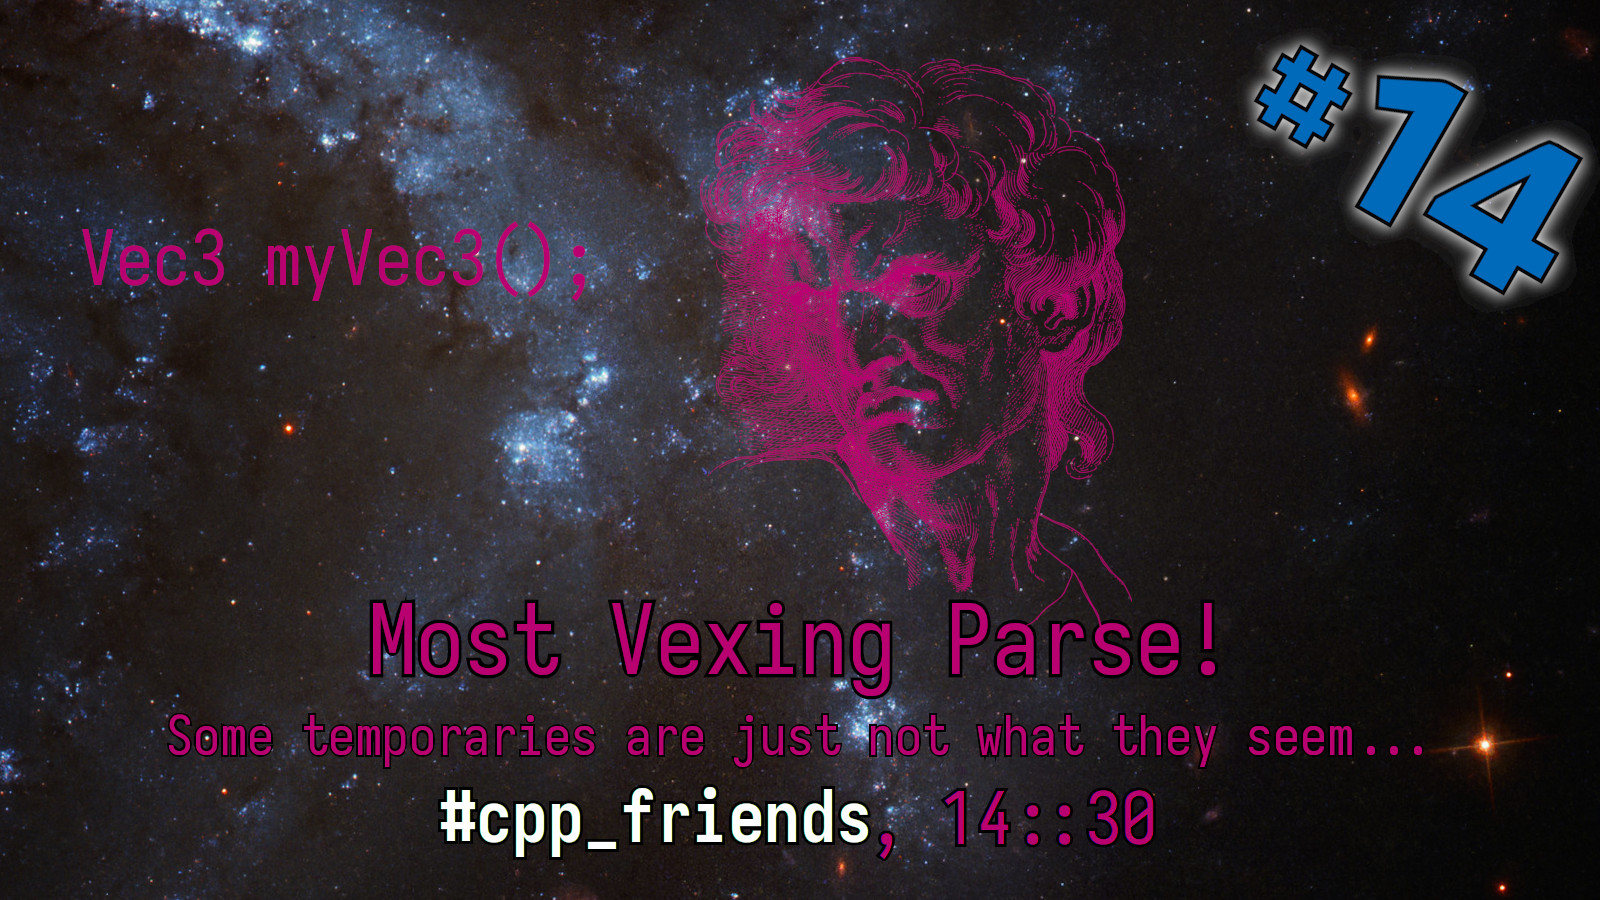 #14
Vec3 myVec3();
Most Vexing Parse!
Some temporaries are just not what they seem...
#cpp_friends, 14::30